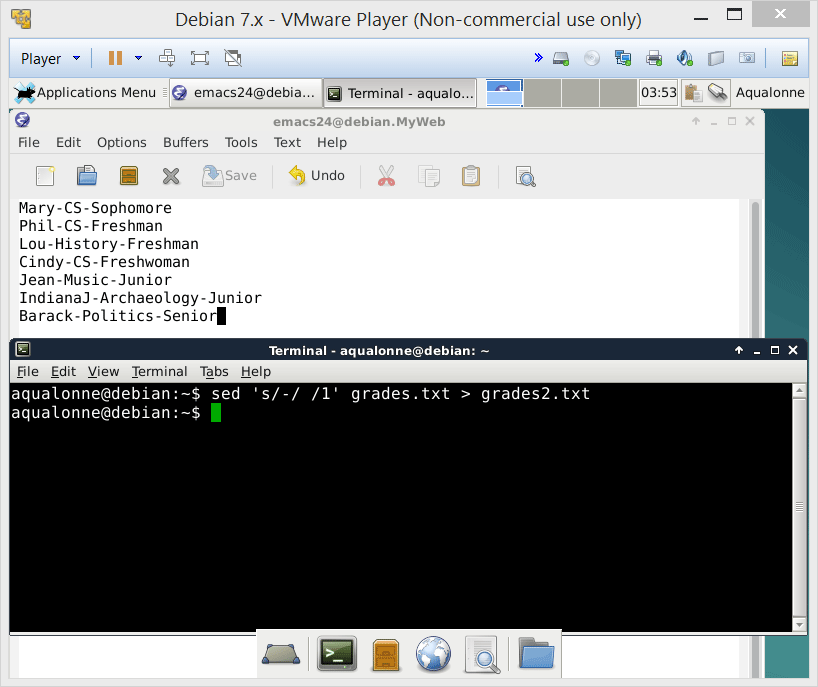 Debian 7.x - VMware Player (Non-commercial use only)
Player
Applications Menu emacs24@debia... Terminal - aqualo... 03:53 Aqualonne
emacs24@debian.MyWeb
File Edit Options Buffers Tools Text Help
Save Undo
Mary-CS-Sophomore
Phil-CS-Freshman
Lou-History-Freshman
Cindy-CS-Freshwoman
Jean-Music-Junior
IndianaJ-Archaeology-Junior
Barack-Politics-Senior
Terminal - aqualonne@debian: ~
File Edit View Terminal Tabs Help
aqualonne@debian:~$ sed 's/-/ /1' grades.txt > grades2.txt
aqualonne@debian:~$